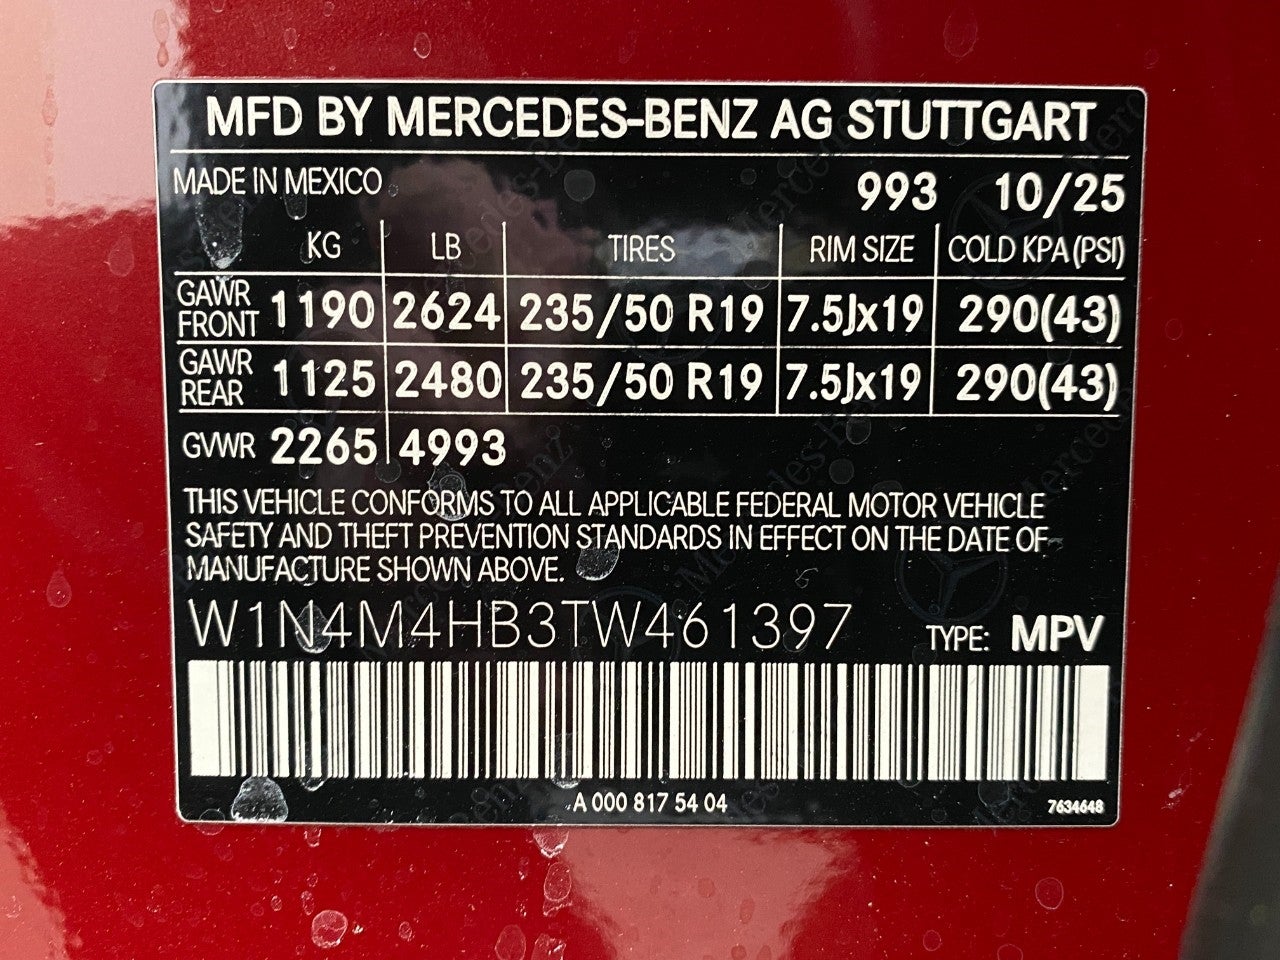 MFD BY MERCEDES-BENZ AG STUTTGART
MADE IN MEXICO 993 10/25
KG LB TIRES RIM SIZE COLD KPA(PSI)
GAWR FRONT 1190 2624 235/50 R19 7.5Jx19 290(43)
GAWR REAR 1125 2480 235/50 R19 7.5Jx19 290(43)
GVWR 2265 4993
THIS VEHICLE CONFORMS TO ALL APPLICABLE FEDERAL MOTOR VEHICLE
SAFETY AND THEFT PREVENTION STANDARDS IN EFFECT ON THE DATE OF
MANUFACTURE SHOWN ABOVE.
W1N4M4HB3TW461397 TYPE: MPV
A 000 817 54 04 7634648